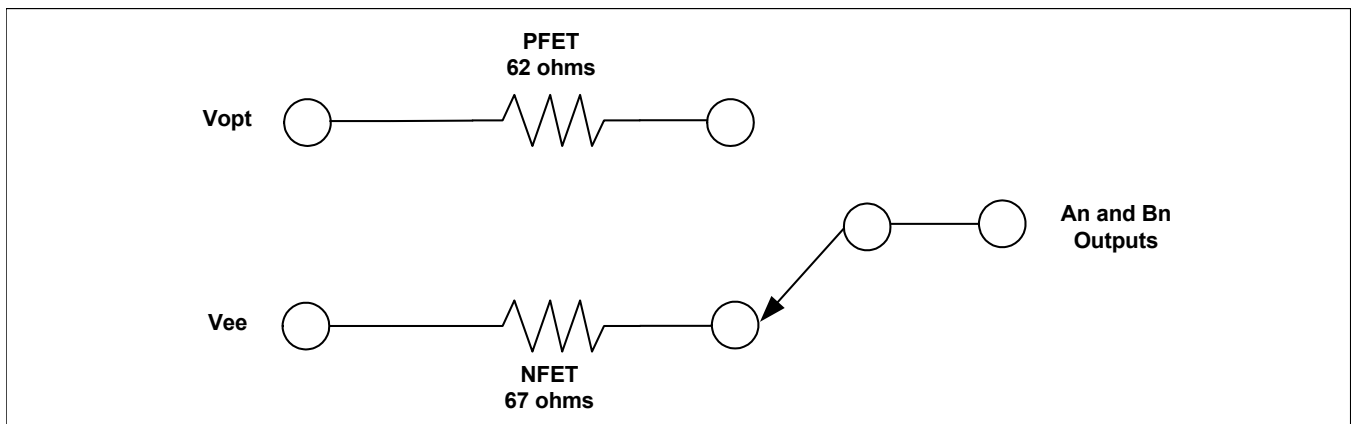 PFET
62 ohms
Vopt
An and Bn
Outputs
Vee
NFET
67 ohms